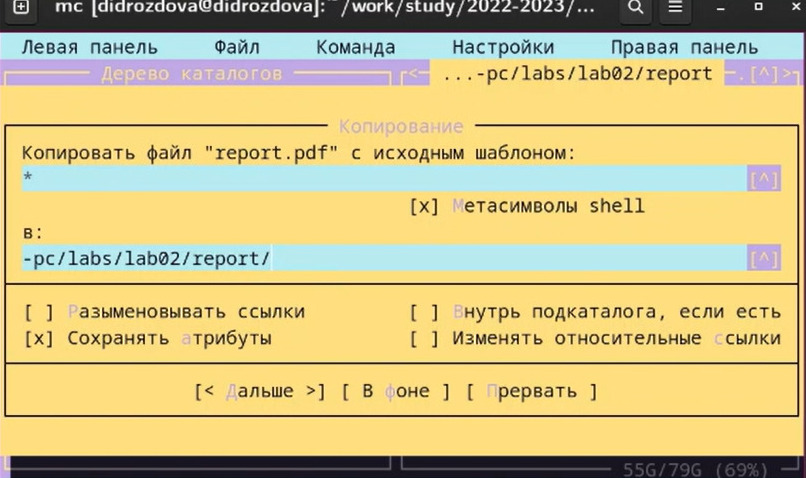 mc [didrozdova@didrozdova]:~/work/study/2022-2023/...
Левая панель Файл Команда Настройки Правая панель
Дерево каталогов <— ...-pc/labs/lab02/report —.[^]>
Копирование
Копировать файл "report.pdf" с исходным шаблоном:
* [^]
[x] Метасимволы shell
в:
-pc/labs/lab02/report/ [^]
[ ] Разыменовывать ссылки [ ] Внутрь подкаталога, если есть
[x] Сохранять атрибуты [ ] Изменять относительные ссылки
[< Дальше >] [ В фоне ] [ Прервать ]
55G/79G (69%)